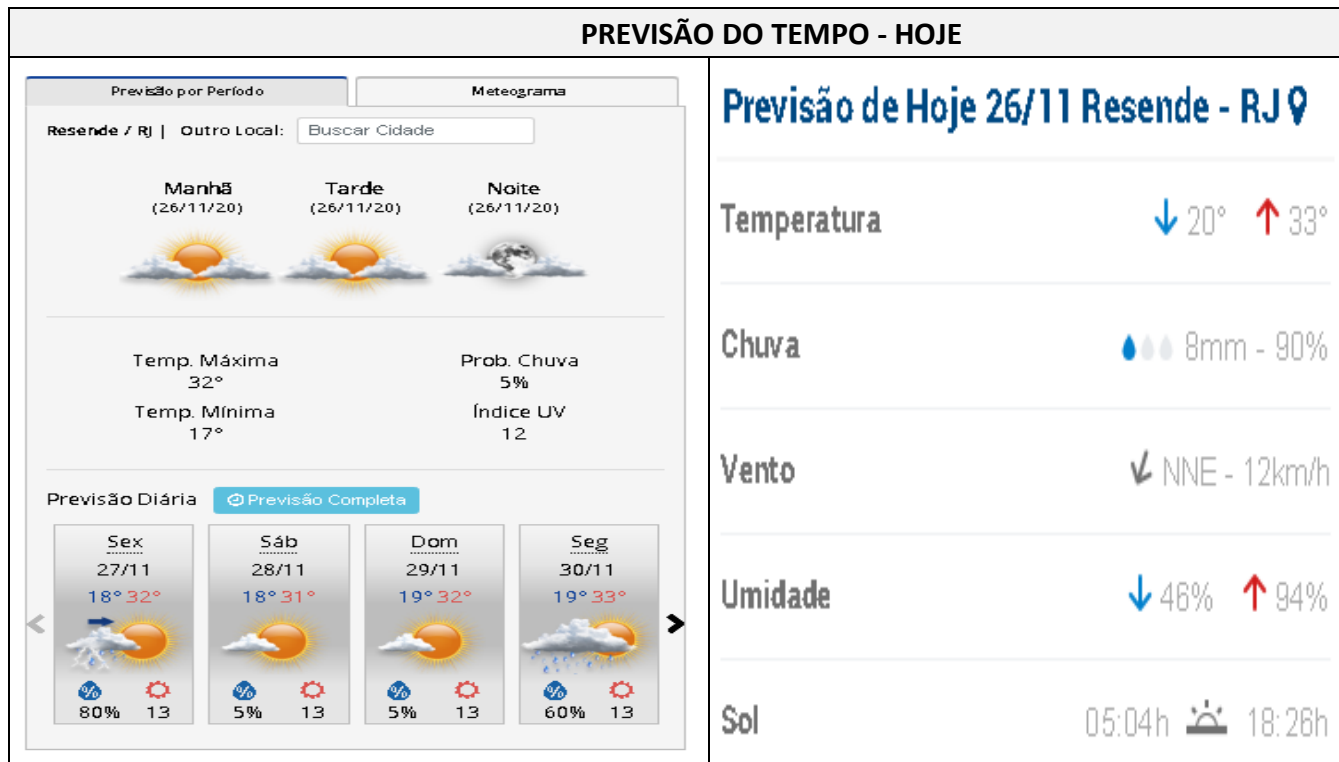 PREVISÃO DO TEMPO - HOJE
Previsão por Período
Meteograma
Resende / RJ | Outro Local: Buscar Cidade
Manhã Tarde Noite
(26/11/20) (26/11/20) (26/11/20)
Temp. Máxima Prob. Chuva
32° 5%
Temp. Mínima Índice UV
17° 12
Previsão Diária Previsão Completa
Sex Sáb Dom Seg
27/11 28/11 29/11 30/11
18° 32° 18° 31° 19° 32° 19° 33°
% % % %
80% 13 5% 13 5% 13 60% 13
Previsão de Hoje 26/11 Resende - RJ
Temperatura 20° 33°
Chuva 8mm - 90%
Vento NNE - 12km/h
Umidade 46% 94%
Sol 05:04h 18:26h